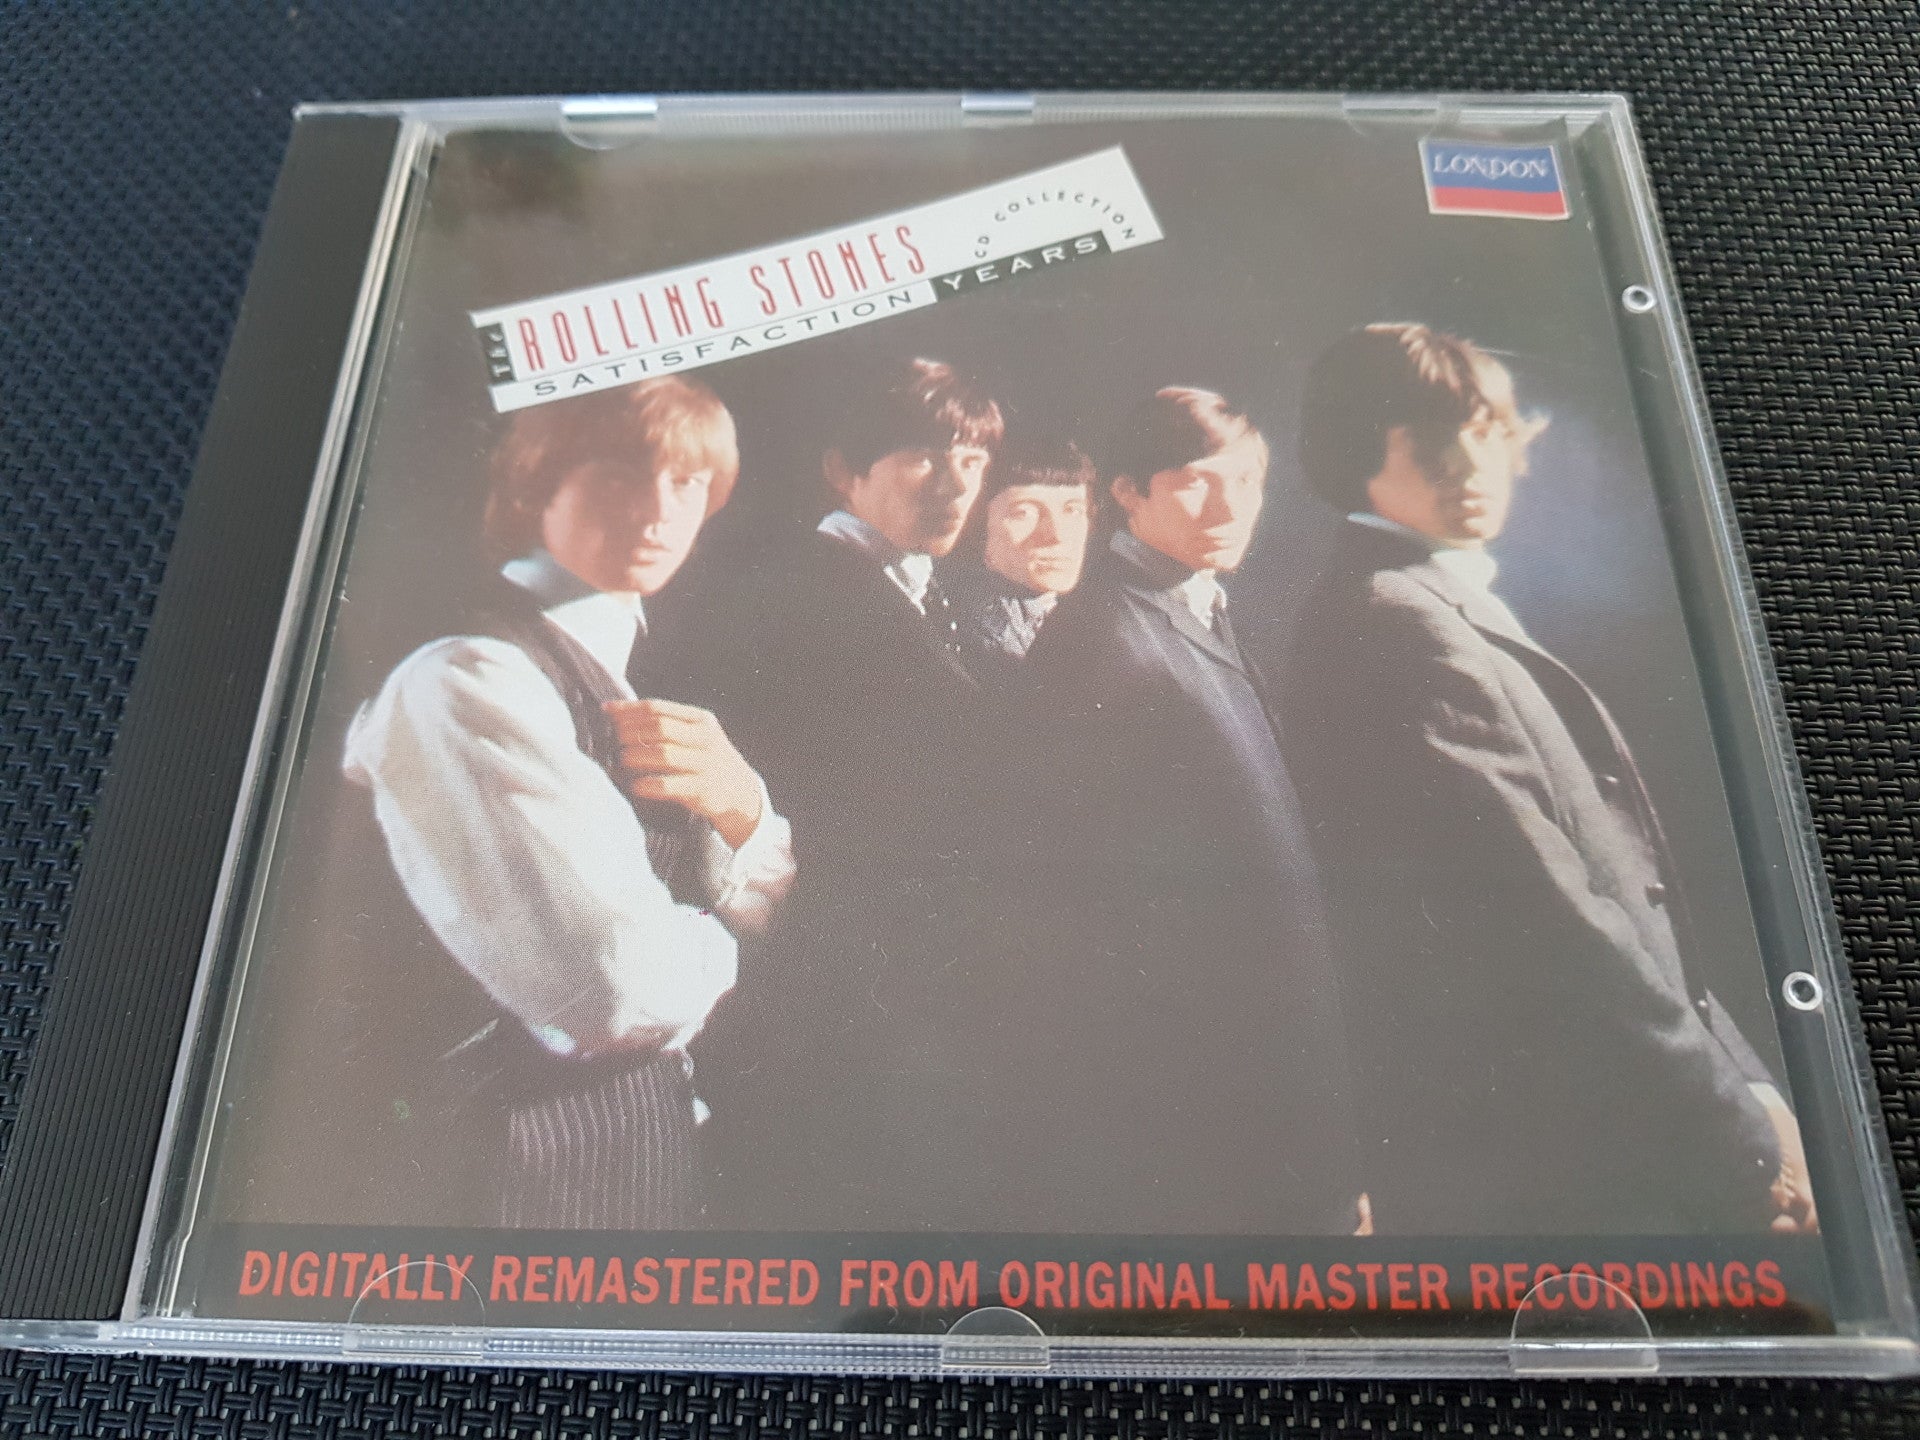 The ROLLING STONES
SATISFACTION YEARS
CD COLLECTION
LONDON
DIGITALLY REMASTERED FROM ORIGINAL MASTER RECORDINGS